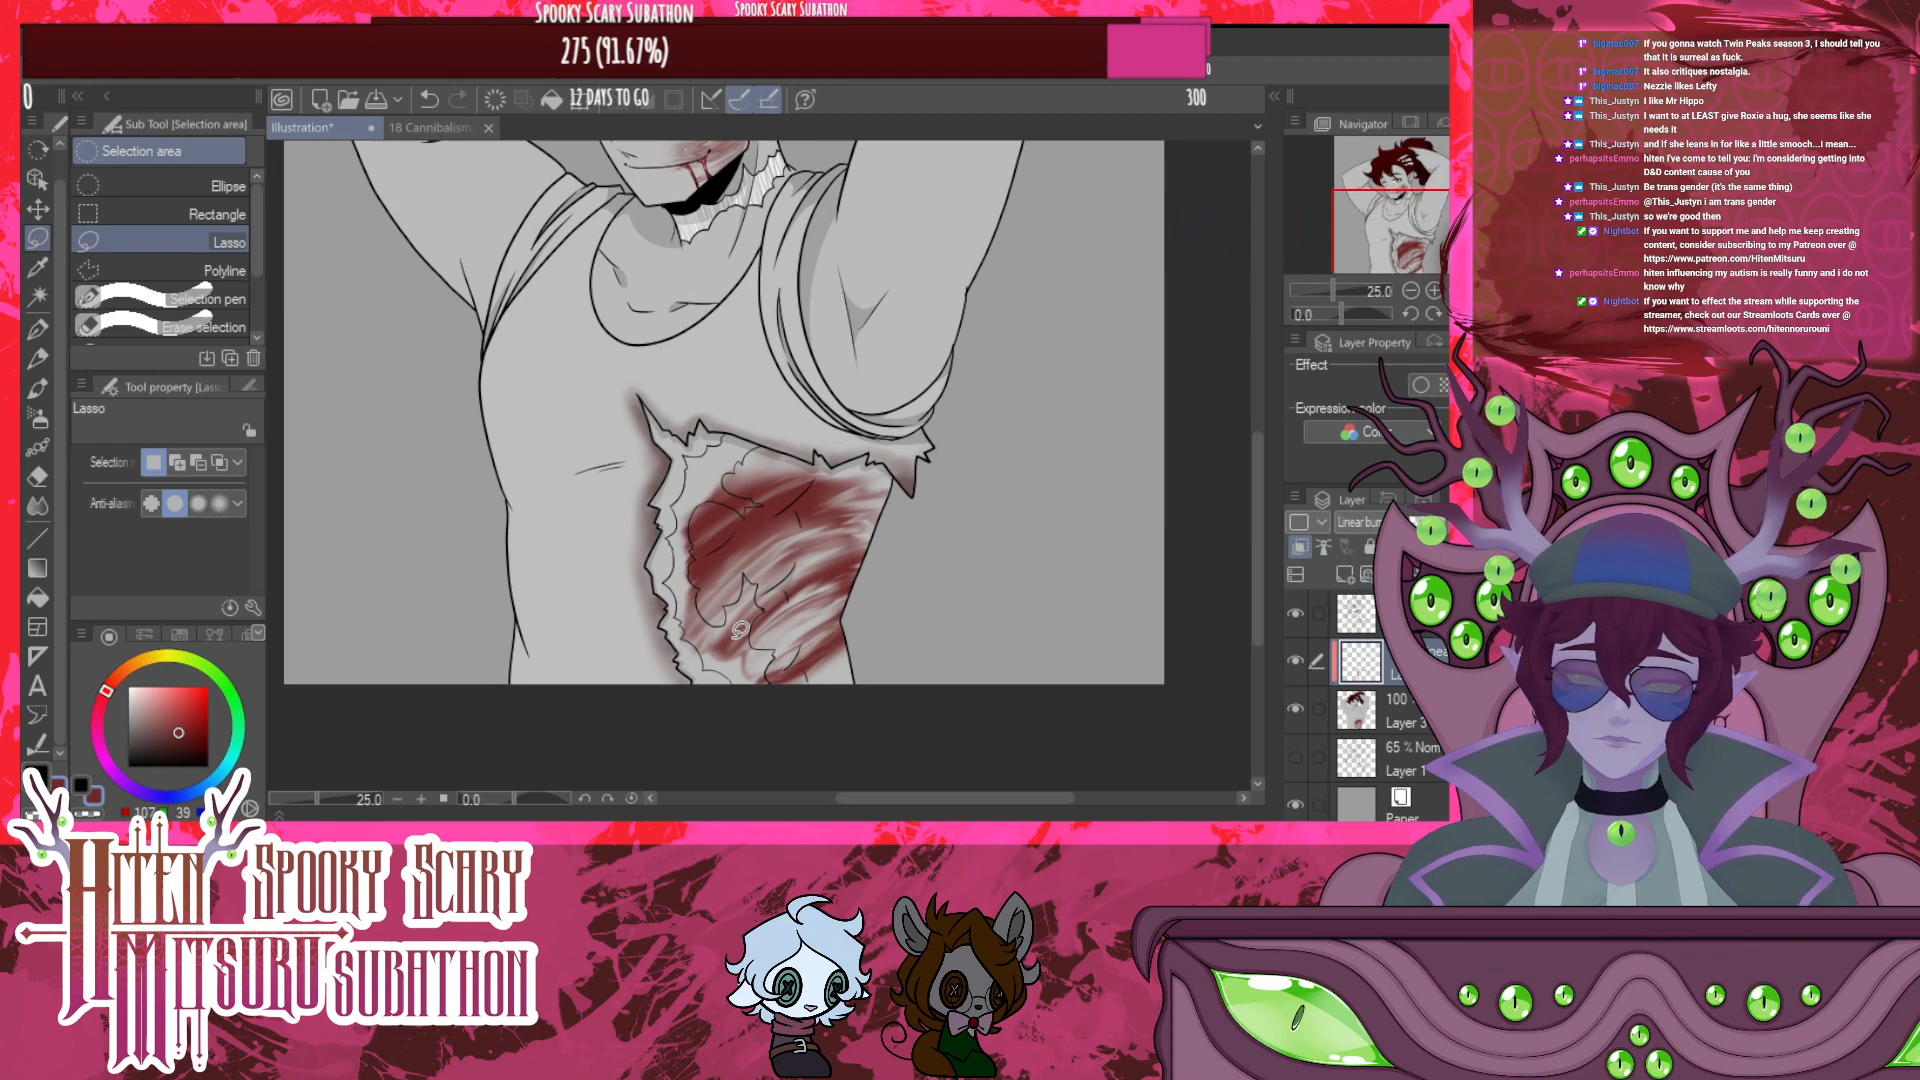 Spooky Scary Subathon
Spooky Scary Subathon
275 (91.67%)
0
12 DAYS TO GO
300
Sub Tool [Selection area]
Selection area
Ellipse
Rectangle
Lasso
Polyline
Selection pen
Erase selection
Tool property [Lasso
Lasso
Selection
Anti-aliasin
107
39
Illustration*
18 Cannibalism
25.0
0.0
Navigator
25.0
0.0
Layer Property
Effect
Expression color
Layer
Linear bur
100
Layer 3
65 % Nom
Layer 1
Paper
bigmac007 If you gonna watch Twin Peaks season 3, I should tell you
that it is surreal as fuck.
bigmac007 It also critiques nostalgia.
bigmac007 Nezzie likes Lefty
This_Justyn I like Mr Hippo
This_Justyn I want to at LEAST give Roxie a hug, she seems like she
needs it
This_Justyn and if she leans in for like a little smooch...I mean...
perhapsitsEmmo hiten i've come to tell you: i'm considering getting into
D&D content cause of you
This_Justyn Be trans gender (it's the same thing)
perhapsitsEmmo @This_Justyn i am trans gender
This_Justyn so we're good then
Nightbot If you want to support me and help me keep creating
content, consider subscribing to my Patreon over @
https://www.patreon.com/HitenMitsuru
perhapsitsEmmo hiten influencing my autism is really funny and i do not
know why
Nightbot If you want to effect the stream while supporting the
streamer, check out our Streamloots Cards over @
https://www.streamloots.com/hitennorurouni
Hiten
Mitsuru
Spooky Scary
Subathon